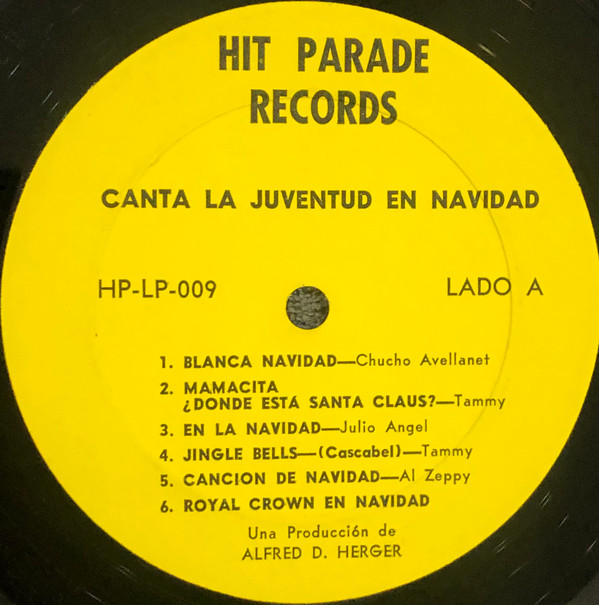 HIT PARADE
RECORDS
CANTA LA JUVENTUD EN NAVIDAD
HP-LP-009
LADO A
1. BLANCA NAVIDAD—Chucho Avellanet
2. MAMACITA
¿DONDE ESTÁ SANTA CLAUS?—Tammy
3. EN LA NAVIDAD—Julio Angel
4. JINGLE BELLS—(Cascabel)—Tammy
5. CANCION DE NAVIDAD—Al Zeppy
6. ROYAL CROWN EN NAVIDAD
Una Producción de
ALFRED D. HERGER